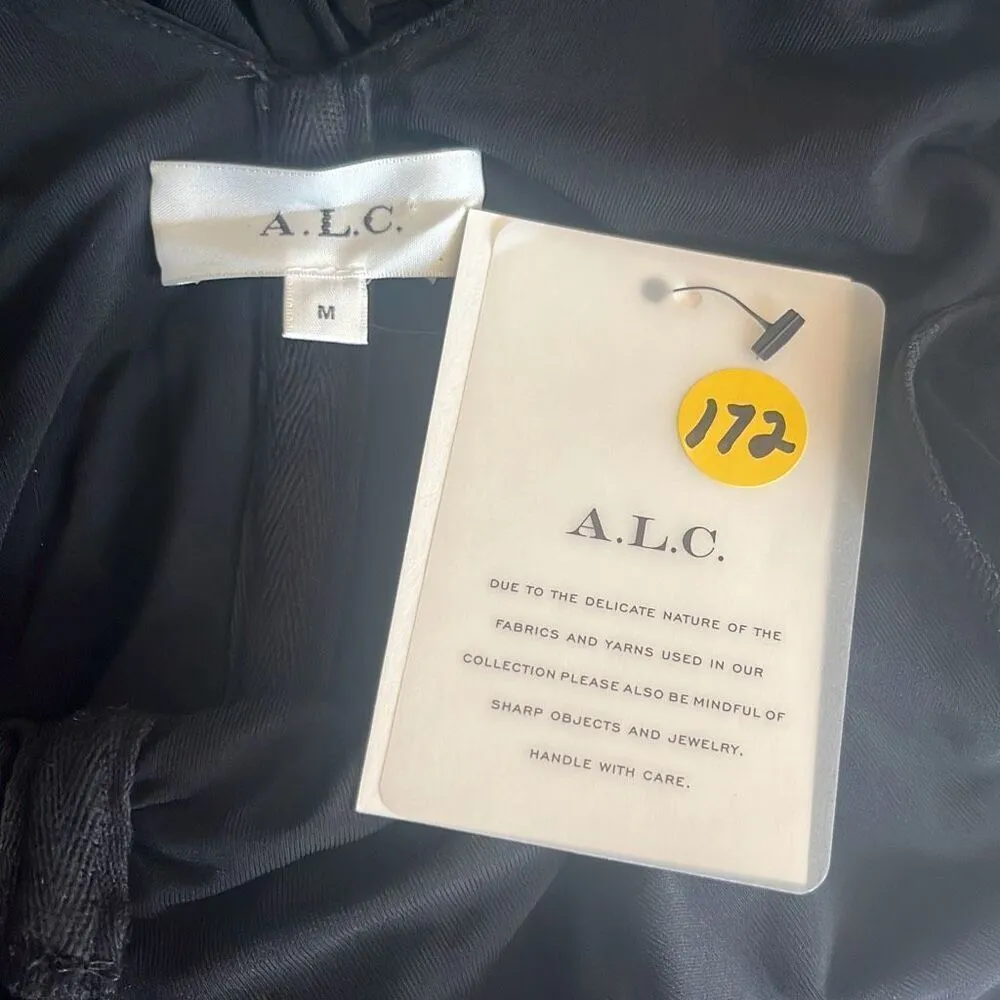 A.L.C.
M
172
A.L.C.
DUE TO THE DELICATE NATURE OF THE
FABRICS AND YARNS USED IN OUR
COLLECTION PLEASE ALSO BE MINDFUL OF
SHARP OBJECTS AND JEWELRY.
HANDLE WITH CARE.